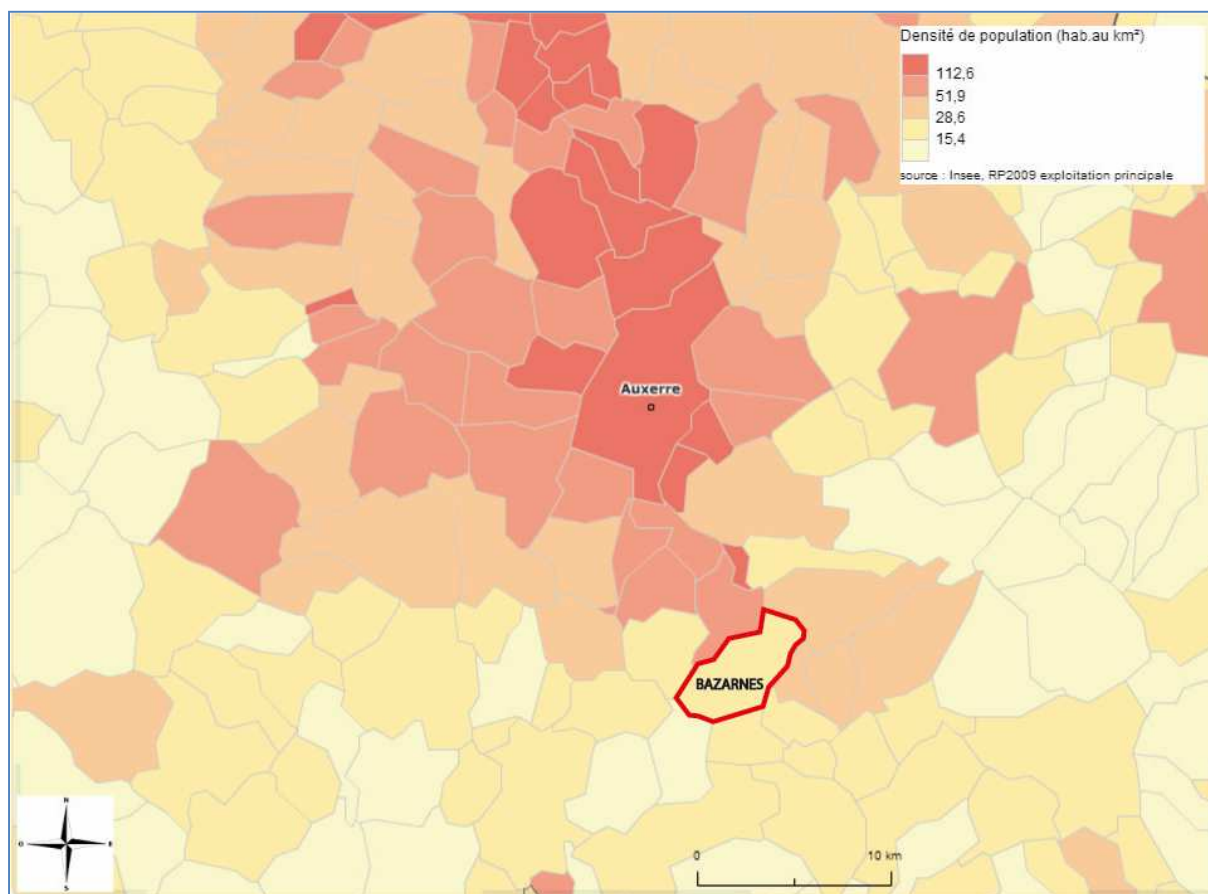 Densité de population (hab.au km²)
112,6
51,9
28,6
15,4
source : Insee, RP2009 exploitation principale
Auxerre
BAZARNES
N
O
E
S
0
10 km